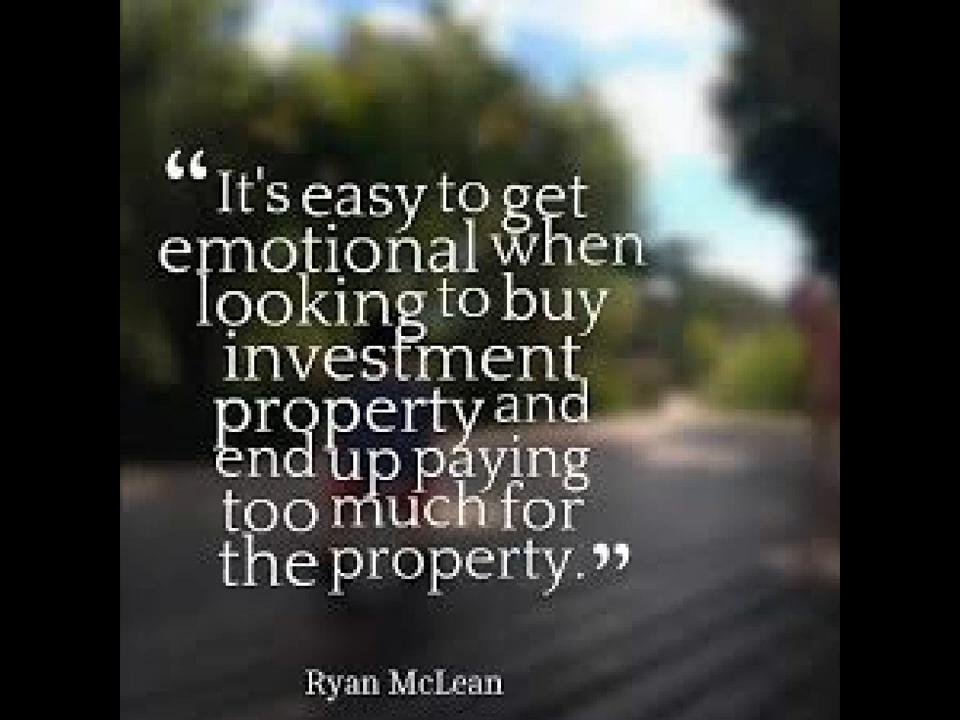 “It's easy to get
emotional when
looking to buy
investment
property and
end up paying
too much for
the property.”
Ryan McLean